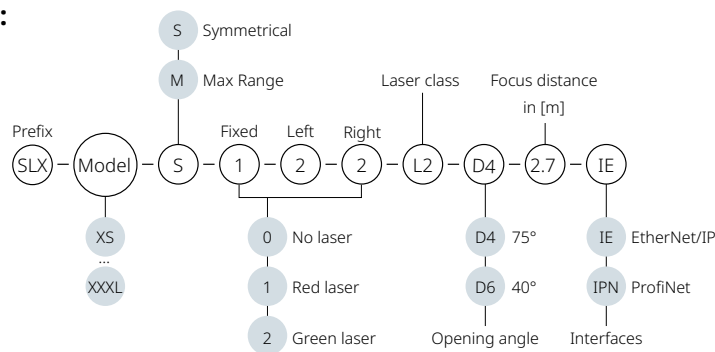 :
S Symmetrical
M Max Range
Laser class
Focus distance
in [m]
Prefix
Fixed
Left
Right
SLX – Model – S – 1 – 2 – 2 – L2 – D4 – 2.7 – IE
XS
...
XXXL
0 No laser
1 Red laser
2 Green laser
D4 75°
D6 40°
Opening angle
IE EtherNet/IP
IPN ProfiNet
Interfaces